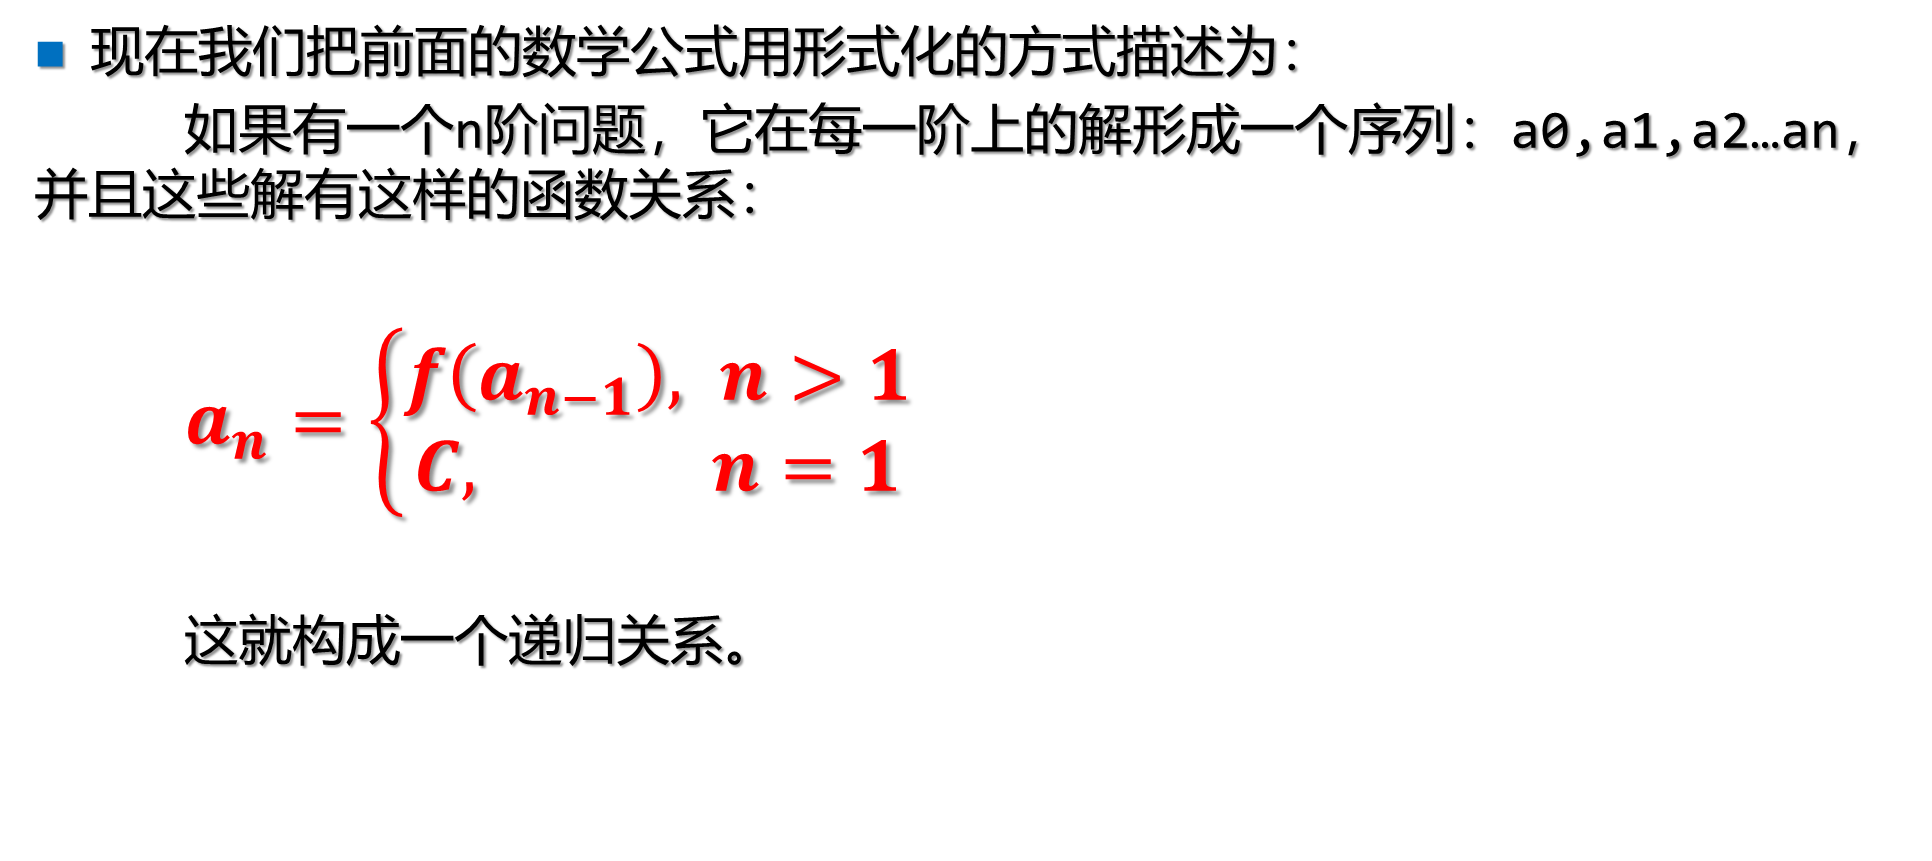 现在我们把前面的数学公式用形式化的方式描述为：
如果有一个n阶问题，它在每一阶上的解形成一个序列：a0,a1,a2…an，
并且这些解有这样的函数关系：
f(aₙ₋₁), n > 1
aₙ = {
C, n = 1
这就构成一个递归关系。